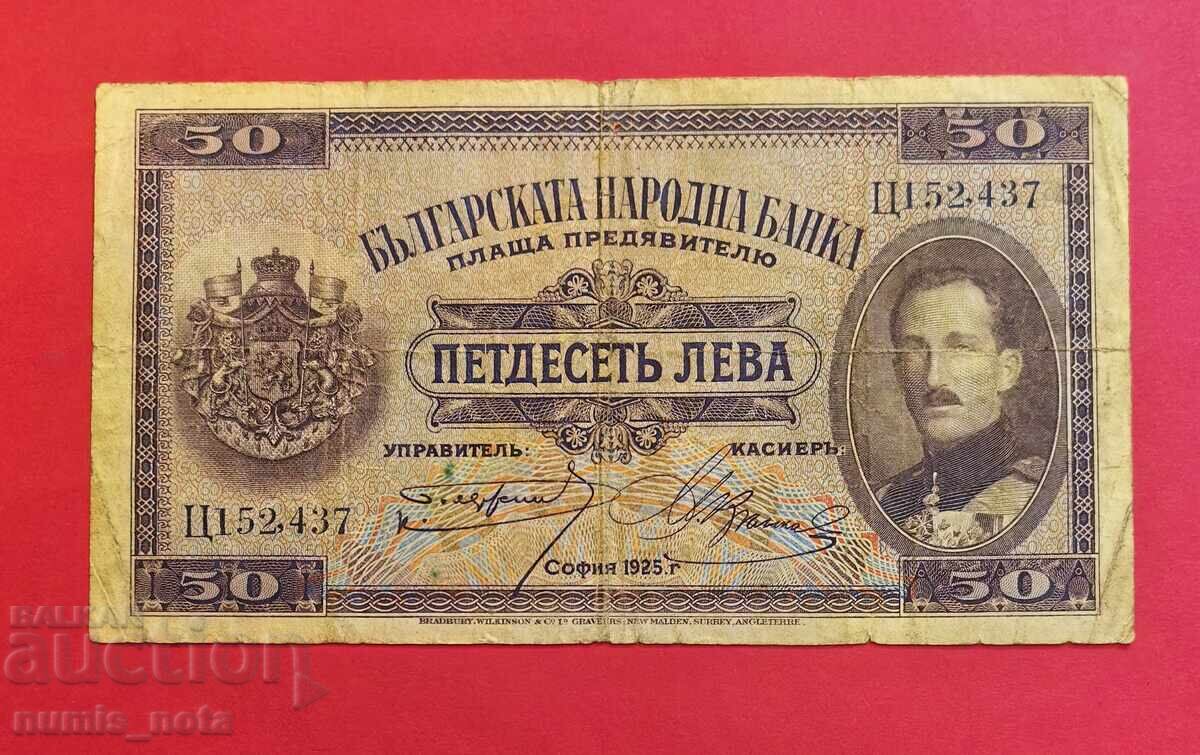 50 50
БЪЛГАРСКАТА НАРОДНА БАНКА
Ц152,437
ПЛАЩА ПРЕДЯВИТЕЛЮ
ПЕТДЕСЕТЬ ЛЕВА
УПРАВИТЕЛЬ: КАСИЕРЪ:
Ц152,437
СОФИЯ 1925 Г
50 50
BRADBURY, WILKINSON & Co Ld GRAVEURS, NEW MALDEN, SURREY, ANGLETERRE.
BALKAN
auction
numis_nota